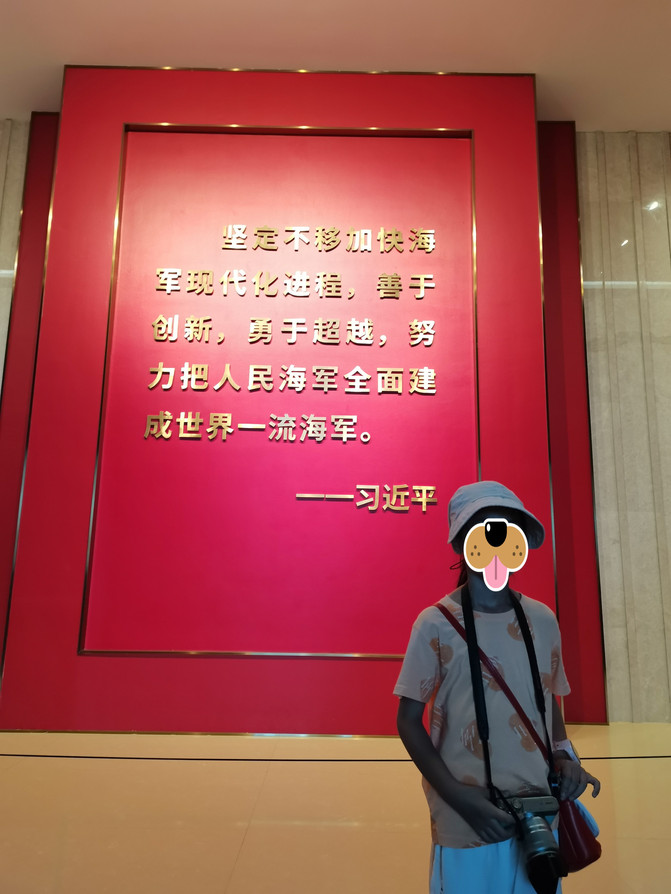 坚定不移加快海
军现代化进程，善于
创新，勇于超越，努
力把人民海军全面建
成世界一流海军。
——习近平